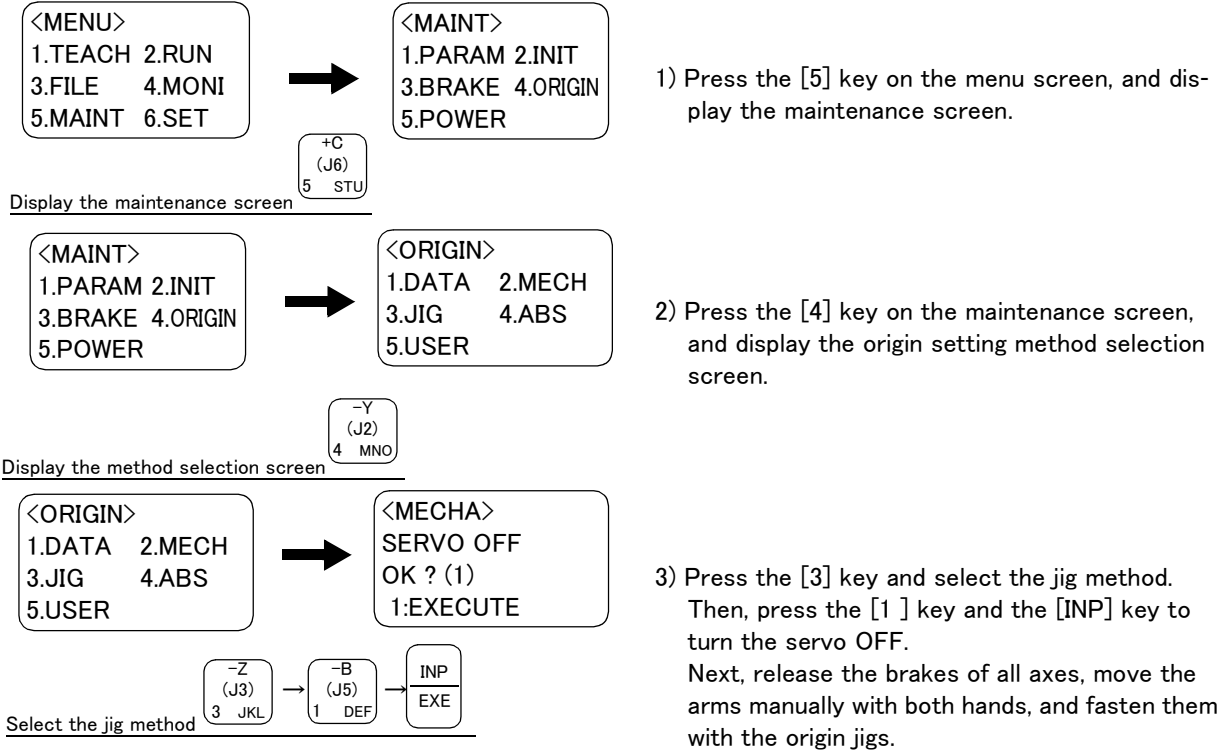 <MENU>
1.TEACH 2.RUN
3.FILE 4.MONI
5.MAINT 6.SET
<MAINT>
1.PARAM 2.INIT
3.BRAKE 4.ORIGIN
5.POWER
1) Press the [5] key on the menu screen, and dis-
play the maintenance screen.
+C
(J6)
5 STU
Display the maintenance screen
<MAINT>
1.PARAM 2.INIT
3.BRAKE 4.ORIGIN
5.POWER
<ORIGIN>
1.DATA 2.MECH
3.JIG 4.ABS
5.USER
2) Press the [4] key on the maintenance screen,
and display the origin setting method selection
screen.
-Y
(J2)
4 MNO
Display the method selection screen
<ORIGIN>
1.DATA 2.MECH
3.JIG 4.ABS
5.USER
<MECHA>
SERVO OFF
OK ? (1)
1:EXECUTE
3) Press the [3] key and select the jig method.
Then, press the [1 ] key and the [INP] key to
turn the servo OFF.
Next, release the brakes of all axes, move the
arms manually with both hands, and fasten them
with the origin jigs.
-Z
(J3)
3 JKL
→
-B
(J5)
1 DEF
→
INP
EXE
Select the jig method